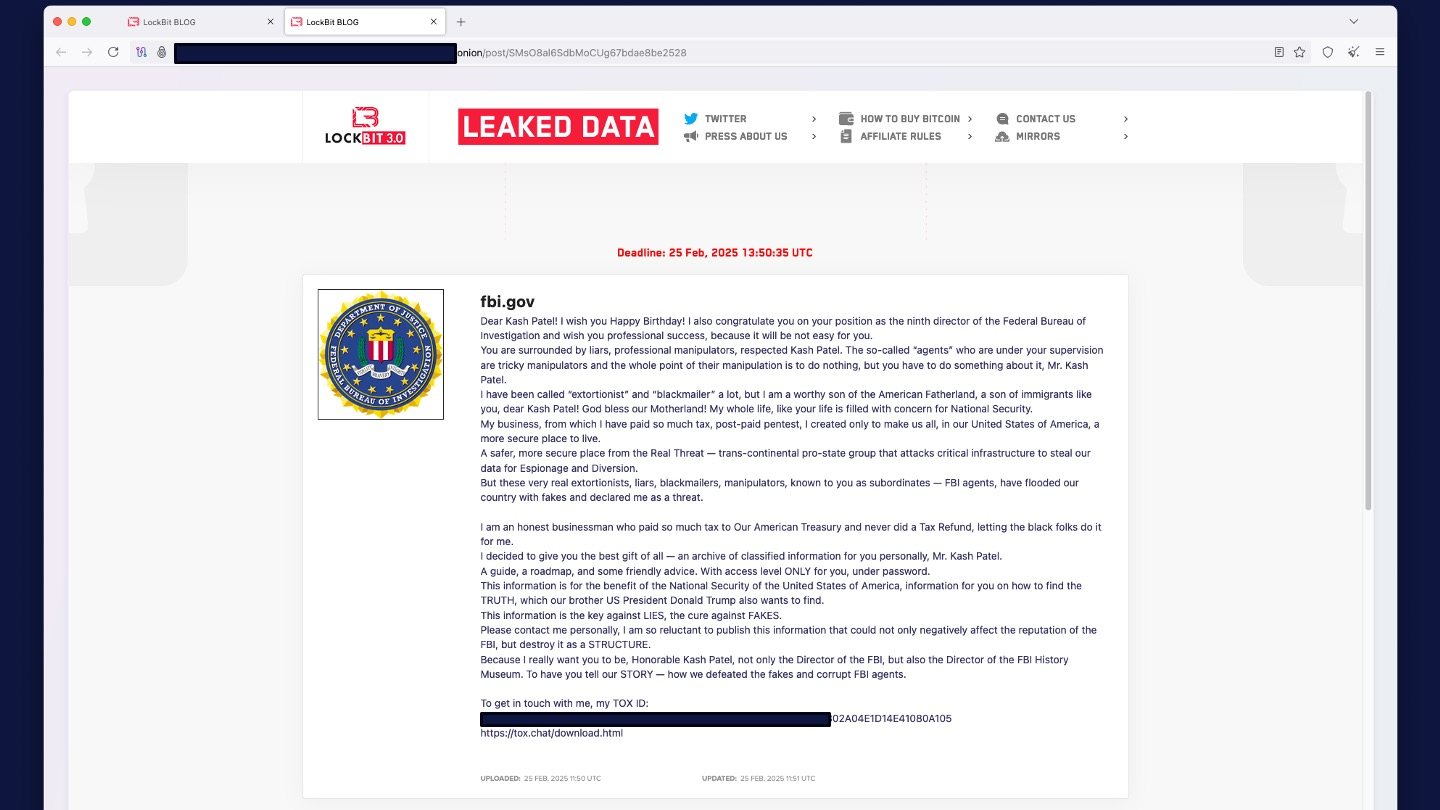 LockBit BLOG
LockBit BLOG
onion/post/SMsO8al6SdbMoCUg67bdae8be2528
LOCKBIT 3.0
LEAKED DATA
TWITTER
HOW TO BUY BITCOIN
CONTACT US
PRESS ABOUT US
AFFILIATE RULES
MIRRORS
Deadline: 25 Feb, 2025 13:50:35 UTC
DEPARTMENT OF JUSTICE
FEDERAL BUREAU OF INVESTIGATION
fbi.gov
Dear Kash Patel! I wish you Happy Birthday! I also congratulate you on your position as the ninth director of the Federal Bureau of
Investigation and wish you professional success, because it will be not easy for you.
You are surrounded by liars, professional manipulators, respected Kash Patel. The so-called “agents” who are under your supervision
are tricky manipulators and the whole point of their manipulation is to do nothing, but you have to do something about it, Mr. Kash
Patel.
I have been called “extortionist” and “blackmailer” a lot, but I am a worthy son of the American Fatherland, a son of immigrants like
you, dear Kash Patel! God bless our Motherland! My whole life, like your life is filled with concern for National Security.
My business, from which I have paid so much tax, post-paid pentest, I created only to make us all, in our United States of America, a
more secure place to live.
A safer, more secure place from the Real Threat — trans-continental pro-state group that attacks critical infrastructure to steal our
data for Espionage and Diversion.
But these very real extortionists, liars, blackmailers, manipulators, known to you as subordinates — FBI agents, have flooded our
country with fakes and declared me as a threat.
I am an honest businessman who paid so much tax to Our American Treasury and never did a Tax Refund, letting the black folks do it
for me.
I decided to give you the best gift of all — an archive of classified information for you personally, Mr. Kash Patel.
A guide, a roadmap, and some friendly advice. With access level ONLY for you, under password.
This information is for the benefit of the National Security of the United States of America, information for you on how to find the
TRUTH, which our brother US President Donald Trump also wants to find.
This information is the key against LIES, the cure against FAKES.
Please contact me personally, I am so reluctant to publish this information that could not only negatively affect the reputation of the
FBI, but destroy it as a STRUCTURE.
Because I really want you to be, Honorable Kash Patel, not only the Director of the FBI, but also the Director of the FBI History
Museum. To have you tell our STORY — how we defeated the fakes and corrupt FBI agents.
To get in touch with me, my TOX ID:
02A04E1D14E41080A105
https://tox.chat/download.html
UPLOADED: 25 FEB, 2025 11:50 UTC
UPDATED: 25 FEB, 2025 11:51 UTC